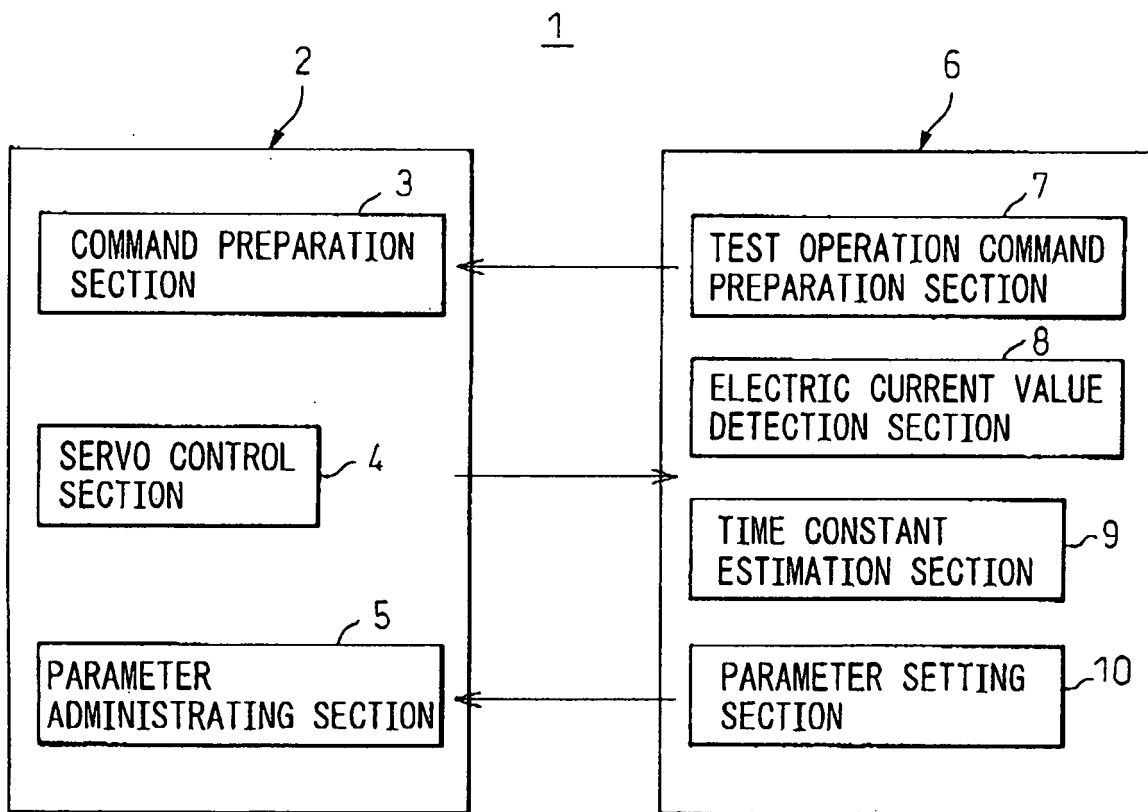 1
2
6
3
COMMAND PREPARATION
SECTION
SERVO CONTROL
SECTION
4
5
PARAMETER
ADMINISTRATING SECTION
7
TEST OPERATION COMMAND
PREPARATION SECTION
8
ELECTRIC CURRENT VALUE
DETECTION SECTION
TIME CONSTANT
ESTIMATION SECTION
9
PARAMETER SETTING
SECTION
10